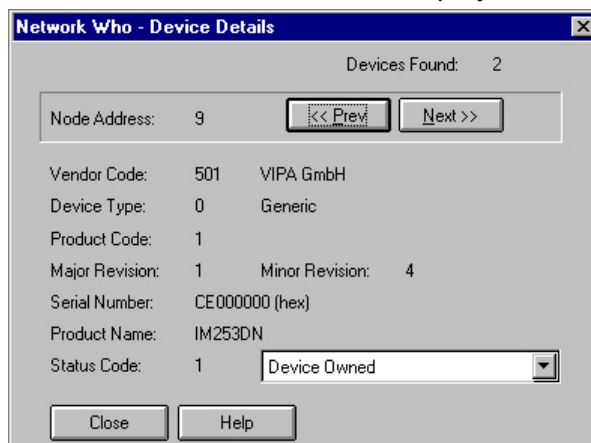 Network Who - Device Details
Devices Found: 2
Node Address: 9 << Prev Next >>
Vendor Code: 501 VIPA GmbH
Device Type: 0 Generic
Product Code: 1
Major Revision: 1 Minor Revision: 4
Serial Number: CE000000 (hex)
Product Name: IM253DN
Status Code: 1 Device Owned
Close Help